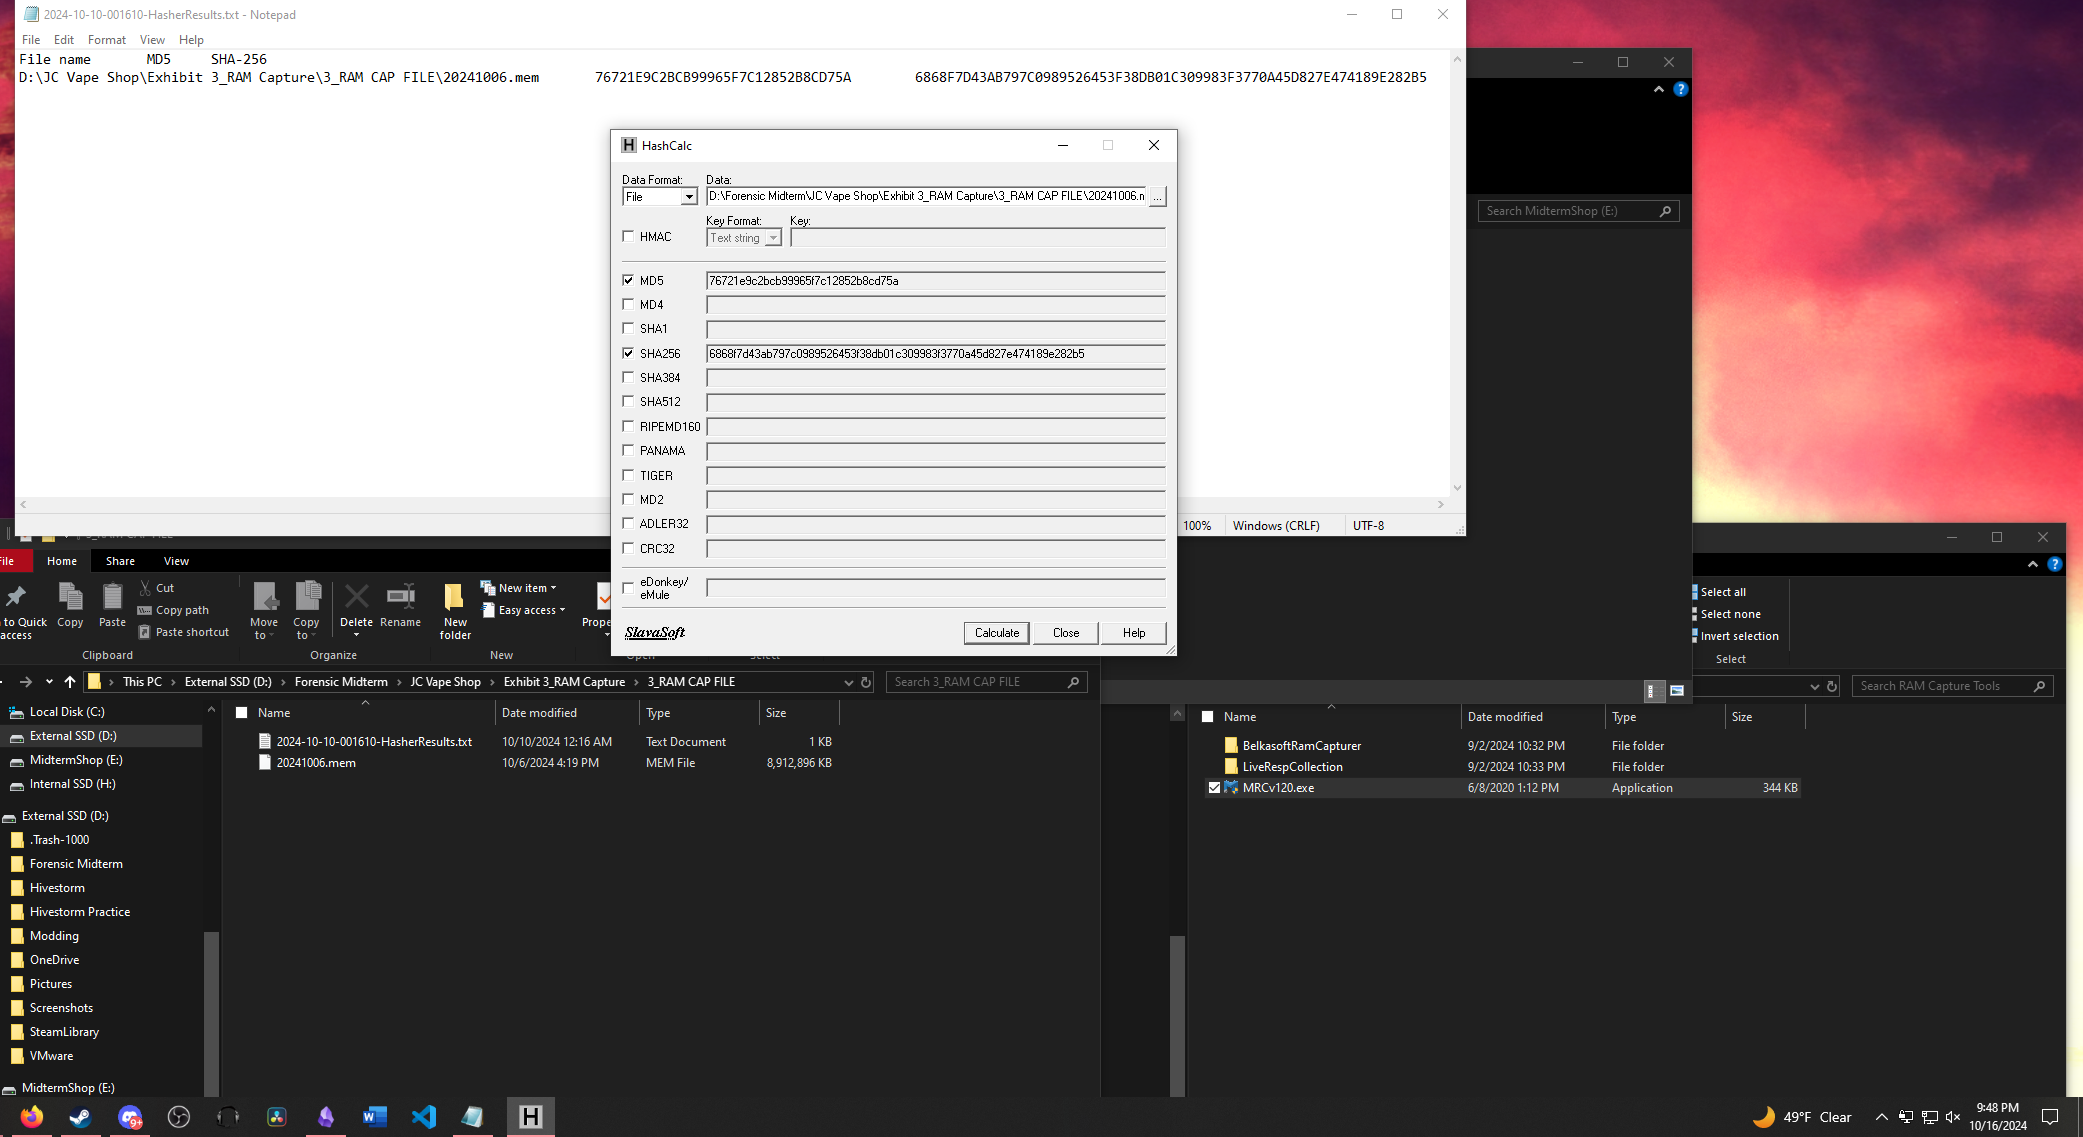 2024-10-10-001610-HasherResults.txt - Notepad
File Edit Format View Help
File name MD5 SHA-256
D:\JC Vape Shop\Exhibit 3_RAM Capture\3_RAM CAP FILE\20241006.mem 76721E9C2BCB99965F7C12852B8CD75A 6868F7D43AB797C0989526453F38DB01C309983F3770A45D827E474189E282B5
100% Windows (CRLF) UTF-8
HashCalc
Data Format: Data:
File D:\Forensic Midterm\JC Vape Shop\Exhibit 3_RAM Capture\3_RAM CAP FILE\20241006.n ...
Key Format: Key:
HMAC Text string
MD5 76721e9c2bcb99965f7c12852b8cd75a
MD4
SHA1
SHA256 6868f7d43ab797c0989526453f38db01c309983f3770a45d827e474189e282b5
SHA384
SHA512
RIPEMD160
PANAMA
TIGER
MD2
ADLER32
CRC32
eDonkey/
eMule
SlavaSoft Calculate Close Help
Search MidtermShop (E:)
File Home Share View
to Quick
access
Copy
Paste
Cut
Copy path
Paste shortcut
Clipboard
Move
to
Copy
to
Delete
Rename
Organize
New
folder
New item
Easy access
New
Select all
Select none
Invert selection
Select
This PC > External SSD (D:) > Forensic Midterm > JC Vape Shop > Exhibit 3_RAM Capture > 3_RAM CAP FILE
Search 3_RAM CAP FILE
Search RAM Capture Tools
Local Disk (C:)
External SSD (D:)
MidtermShop (E:)
Internal SSD (H:)
External SSD (D:)
.Trash-1000
Forensic Midterm
Hivestorm
Hivestorm Practice
Modding
OneDrive
Pictures
Screenshots
SteamLibrary
VMware
MidtermShop (E:)
Name Date modified Type Size
2024-10-10-001610-HasherResults.txt 10/10/2024 12:16 AM Text Document 1 KB
20241006.mem 10/6/2024 4:19 PM MEM File 8,912,896 KB
Name Date modified Type Size
BelkasoftRamCapturer 9/2/2024 10:32 PM File folder
LiveRespCollection 9/2/2024 10:33 PM File folder
MRCv120.exe 6/8/2020 1:12 PM Application 344 KB
9+
49°F Clear
9:48 PM
10/16/2024